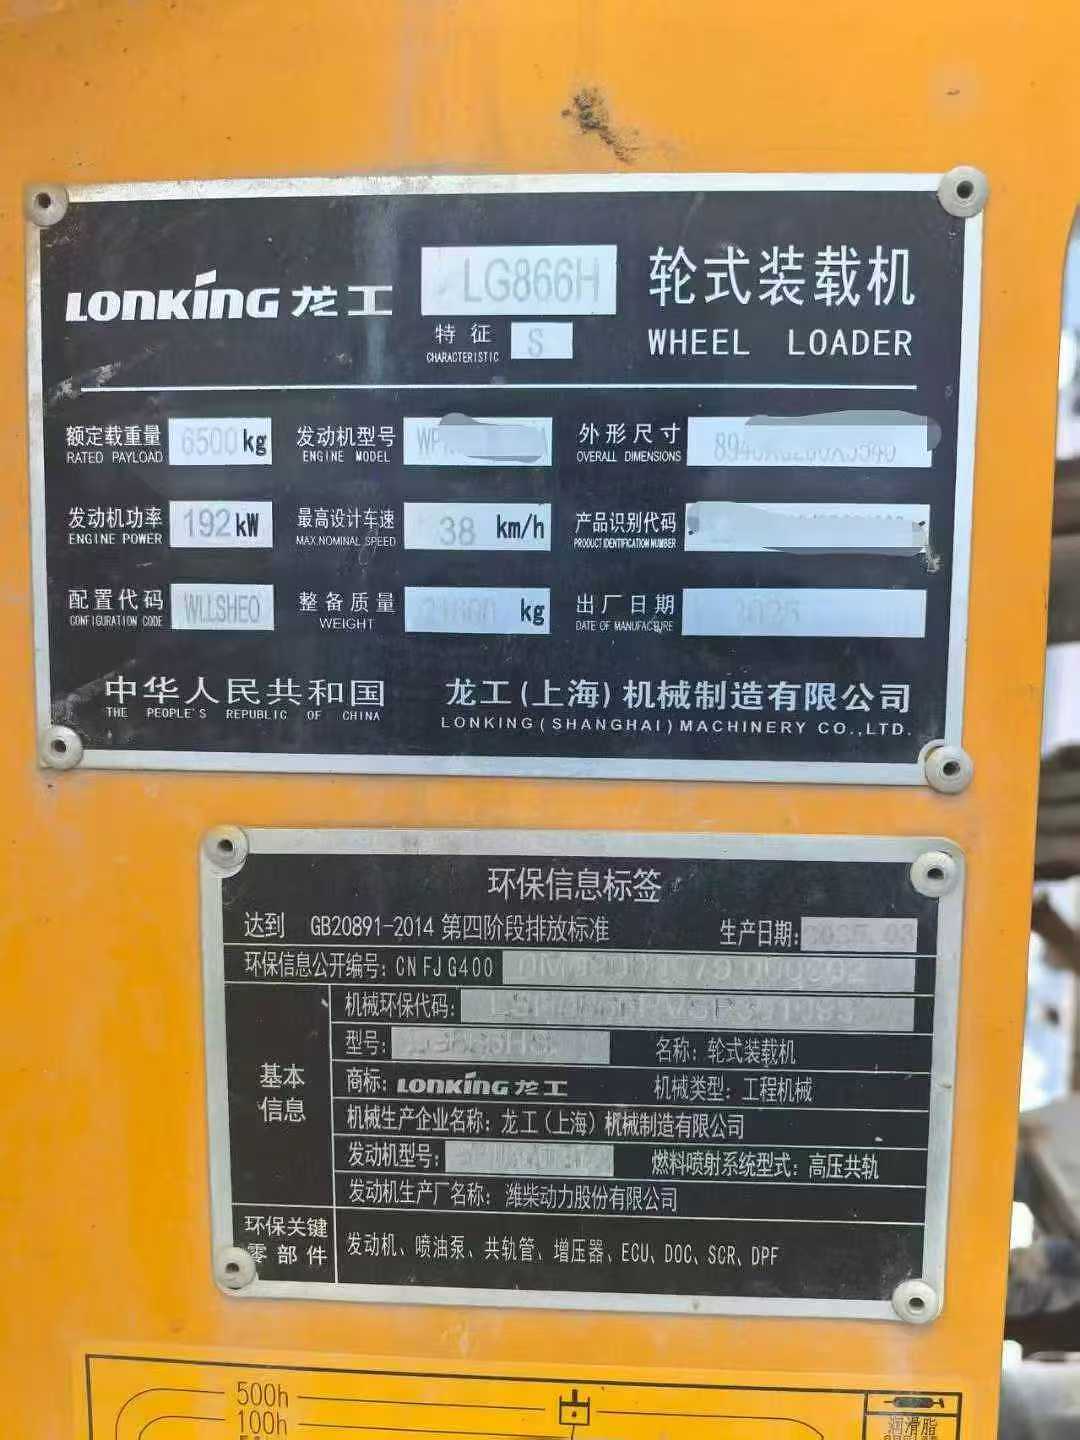 LONKING 龙工
LG866H
轮式装载机
特征
CHARACTERISTIC
S
WHEEL LOADER
额定载重量
RATED PAYLOAD
6500kg
发动机型号
ENGINE MODEL
外形尺寸
OVERALL DIMENSIONS
发动机功率
ENGINE POWER
192kW
最高设计车速
MAX.NOMINAL SPEED
38 km/h
产品识别代码
PRODUCT IDENTIFICATION NUMBER
配置代码
CONFIGURATION CODE
WLLSHE0
整备质量
WEIGHT
kg
出厂日期
DATE OF MANUFACTURE
2025
中华人民共和国
THE PEOPLE'S REPUBLIC OF CHINA
龙工(上海)机械制造有限公司
LONKING(SHANGHAI)MACHINERY CO.,LTD.
环保信息标签
达到 GB20891-2014 第四阶段排放标准
生产日期:
环保信息公开编号: CN FJ G400
基本信息
机械环保代码:
型号:
名称: 轮式装载机
商标: LONKING 龙工
机械类型: 工程机械
机械生产企业名称: 龙工(上海)机械制造有限公司
发动机型号:
燃料喷射系统型式: 高压共轨
发动机生产厂名称: 潍柴动力股份有限公司
环保关键
零部件
发动机、喷油泵、共轨管、增压器、ECU、DOC、SCR、DPF
500h
100h
润滑脂